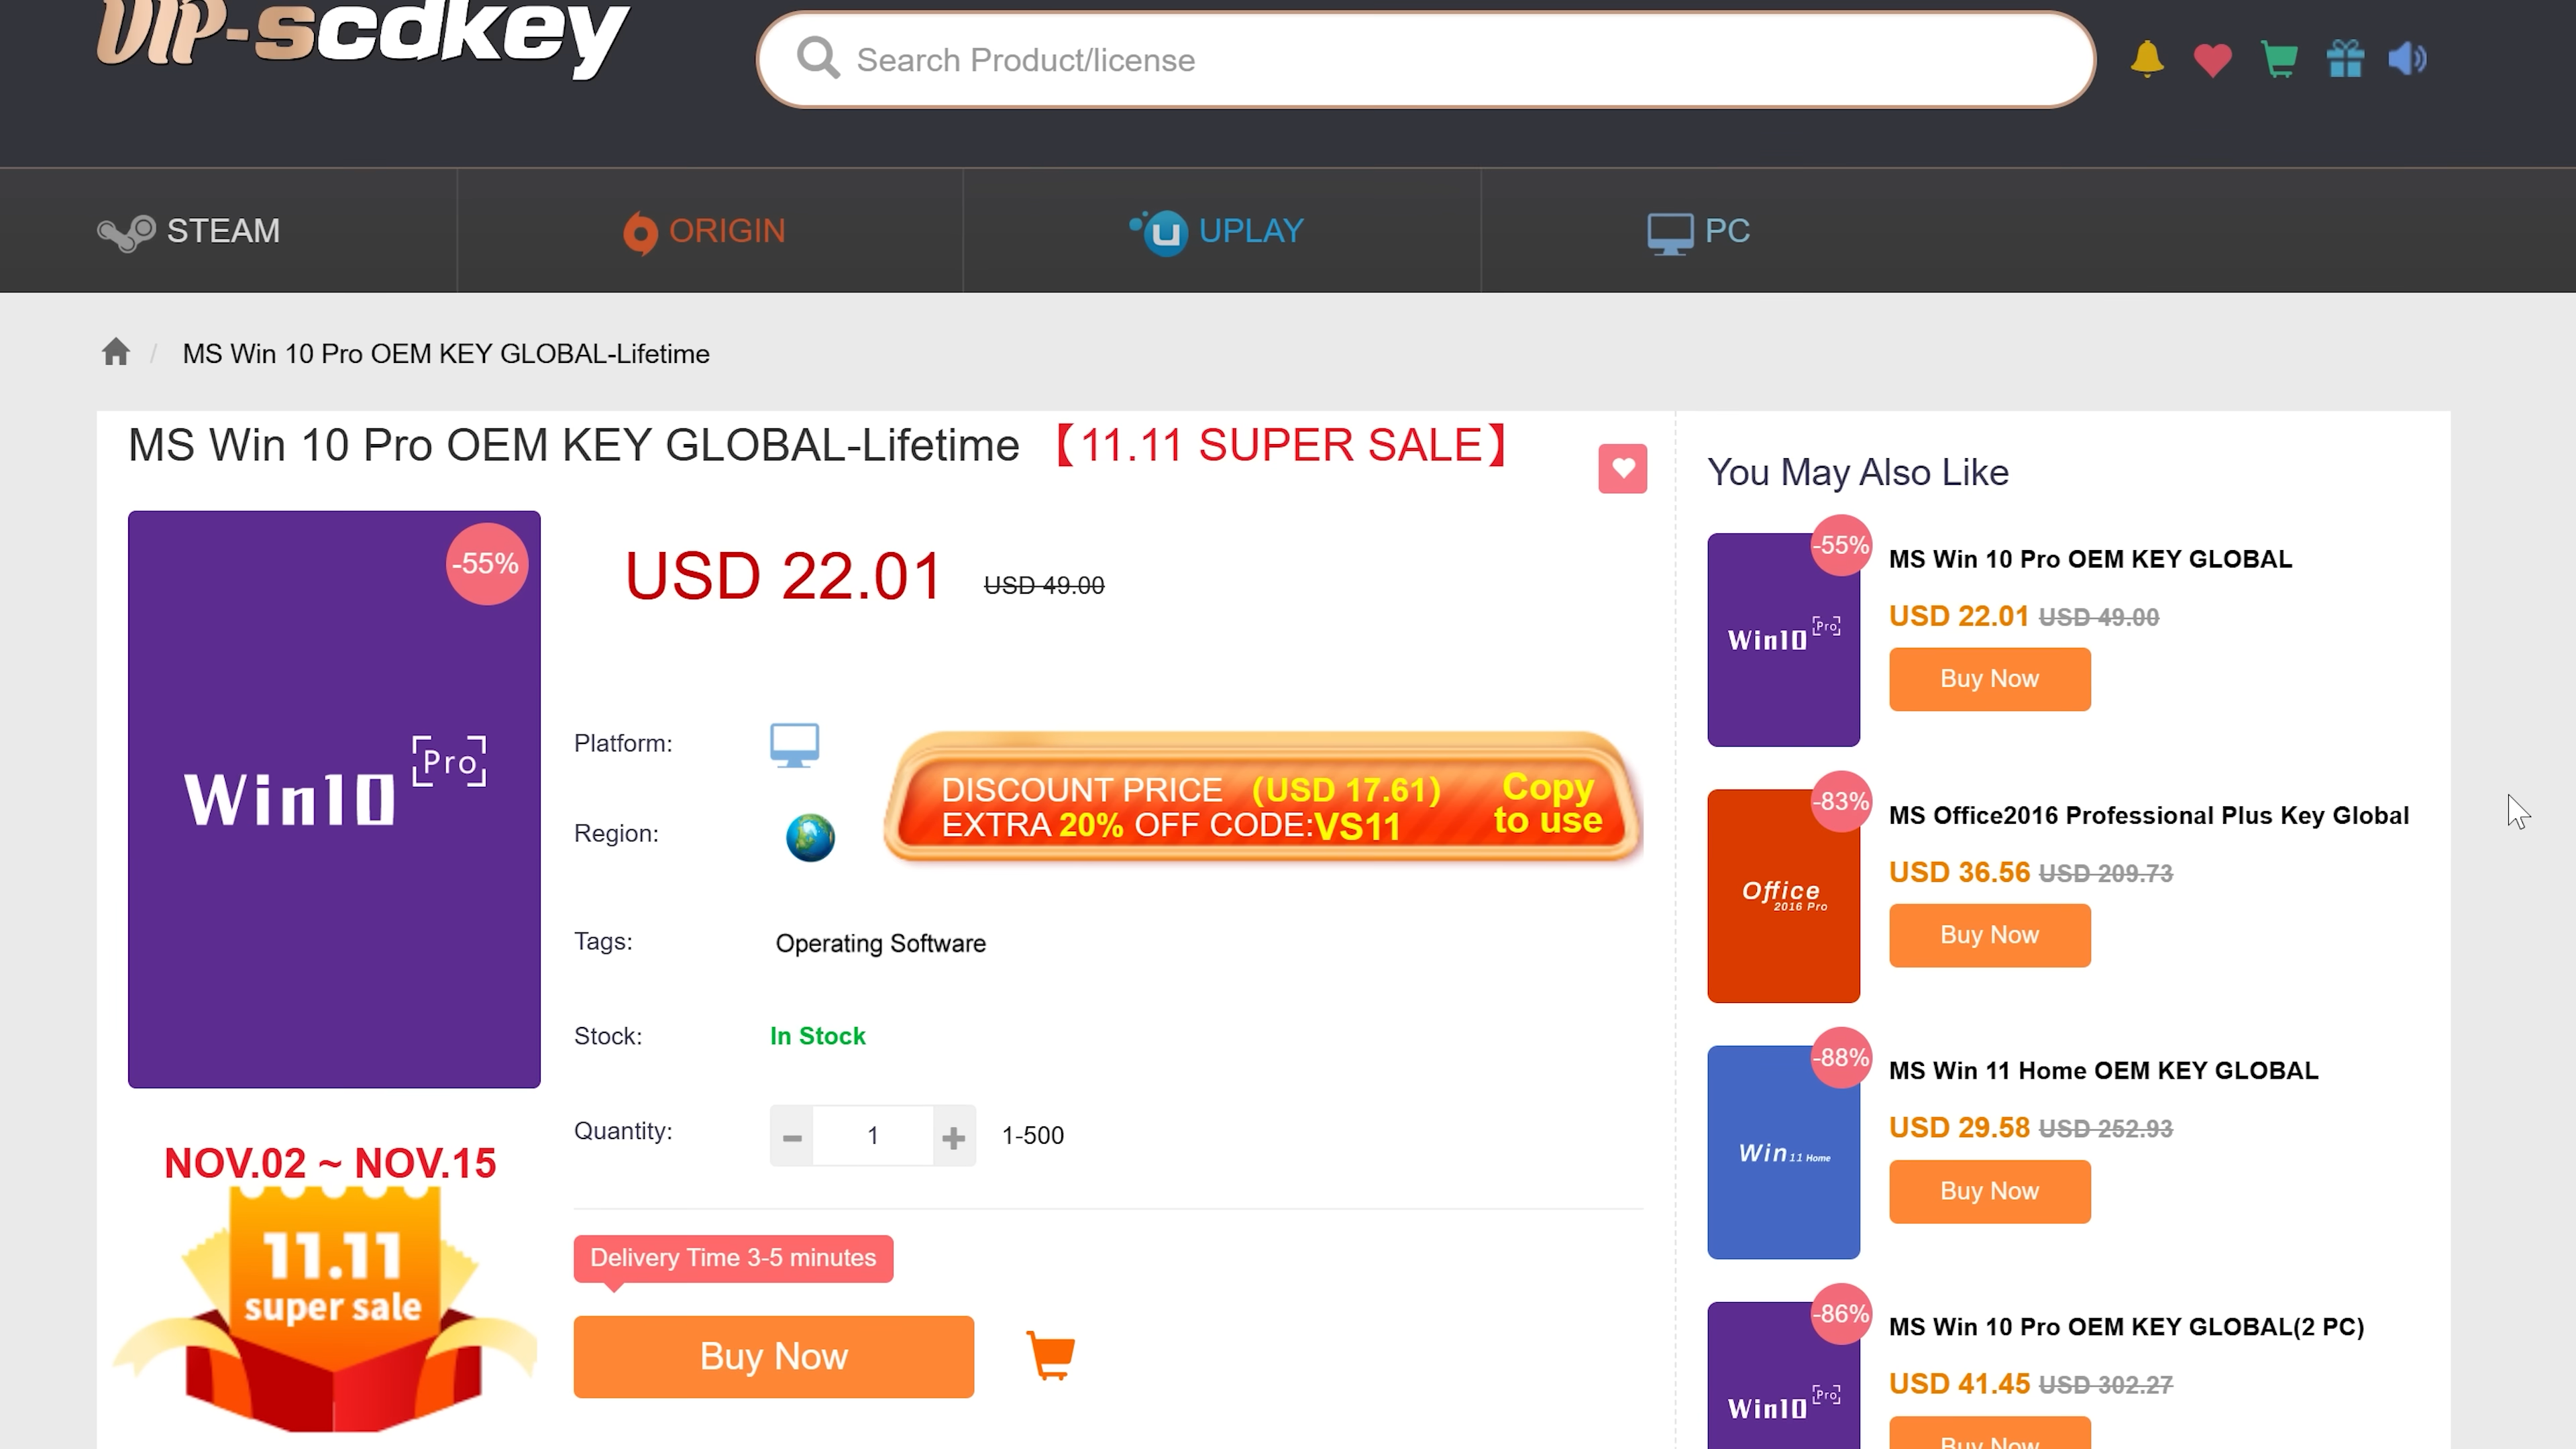 VIP-scdkey
Search Product/license
STEAM
ORIGIN
UPLAY
PC
/ MS Win 10 Pro OEM KEY GLOBAL-Lifetime
MS Win 10 Pro OEM KEY GLOBAL-Lifetime 【11.11 SUPER SALE】
-55%
Win10 Pro
NOV.02 ~ NOV.15
11.11
super sale
USD 22.01 USD 49.00
Platform:
DISCOUNT PRICE (USD 17.61)
EXTRA 20% OFF CODE:VS11
Copy
to use
Region:
Tags: Operating Software
Stock: In Stock
Quantity: 1 1-500
Delivery Time 3-5 minutes
Buy Now
You May Also Like
-55%
Win10 Pro
MS Win 10 Pro OEM KEY GLOBAL
USD 22.01 USD 49.00
Buy Now
-83%
Office
2016 Pro
MS Office2016 Professional Plus Key Global
USD 36.56 USD 209.73
Buy Now
-88%
Win 11 Home
MS Win 11 Home OEM KEY GLOBAL
USD 29.58 USD 252.93
Buy Now
-86%
Win10 Pro
MS Win 10 Pro OEM KEY GLOBAL(2 PC)
USD 41.45 USD 302.27
Buy Now